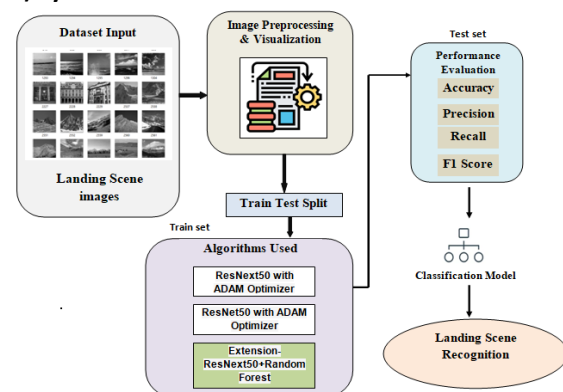 Dataset Input
Landing Scene
images
Image Preprocessing
& Visualization
Train Test Split
Train set
Algorithms Used
ResNext50 with
ADAM Optimizer
ResNet50 with ADAM
Optimizer
Extension-
ResNext50+Random
Forest
Test set
Performance
Evaluation
Accuracy
Precision
Recall
F1 Score
Classification Model
Landing Scene
Recognition